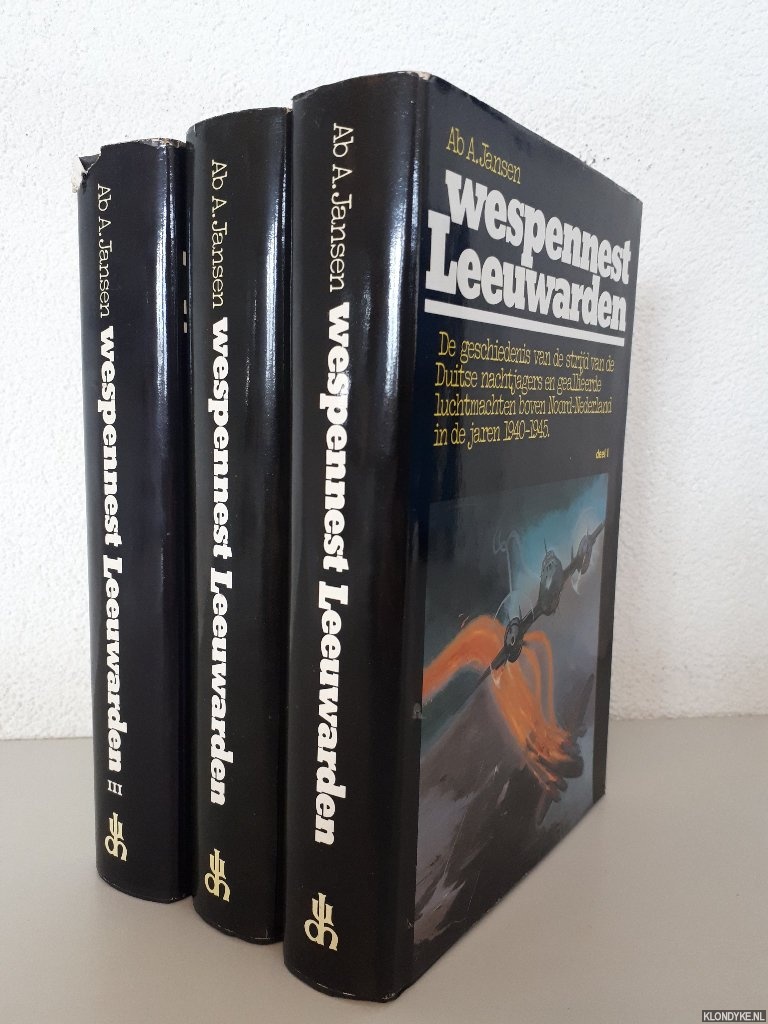 Ab A. Jansen wespennest Leeuwarden III
Ab A. Jansen wespennest Leeuwarden
Ab A. Jansen wespennest Leeuwarden
Ab A. Jansen
wespennest
Leeuwarden
De geschiedenis van de strijd van de
Duitse nachtjagers en geallieerde
luchtmachten boven Noord-Nederland
in de jaren 1940-1945.
deel 1
KLONDYKE.NL